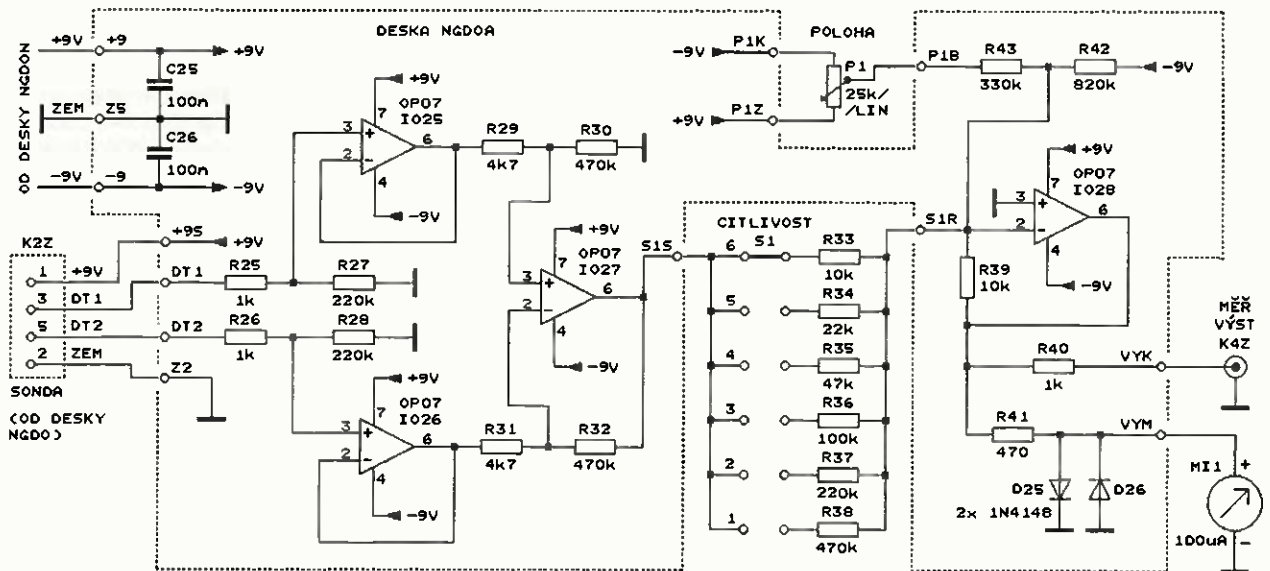 OD DESKY NGDON
+9V
+9
+9V
C25
100n
ZEM
Z5
C26
100n
-9V
-9
-9V
DESKA NGDOA
+9V
7
OP07
IO25
3
2
6
4
-9V
R29
4k7
R30
470k
K2Z
1
+9V
3
DT1
5
DT2
2
ZEM
SONDA
(OD DESKY
NGDO)
+9S
+9V
DT1
R25
1k
R27
220k
DT2
R26
1k
R28
220k
Z2
+9V
7
OP07
IO26
3
2
6
4
-9V
R31
4k7
R32
470k
+9V
7
OP07
IO27
3
2
6
4
-9V
S1S
-9V
P1K
POLOHA
P1
25k/
/LIN
+9V
P1Z
P1B
R43
330k
R42
820k
-9V
CITLIVOST
6
S1
R33
10k
5
R34
22k
4
R35
47k
3
R36
100k
2
R37
220k
1
R38
470k
S1R
+9V
7
OP07
IO28
3
2
6
4
-9V
R39
10k
R40
1k
VYK
MĚŘ
VÝST
K4Z
R41
470
VYM
D25
D26
2x 1N4148
MI1
+
-
100uA